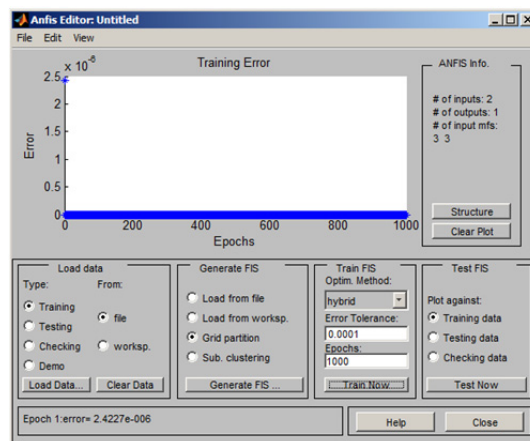 Anfis Editor: Untitled
File Edit View
x 10^-6
Training Error
2.5
2
1.5
1
0.5
0
Error
0 200 400 600 800 1000
Epochs
ANFIS Info.
# of inputs: 2
# of outputs: 1
# of input mfs:
3 3
Structure
Clear Plot
Load data
Type: From:
Training
Testing
Checking
Demo
file
worksp.
Load Data... Clear Data
Generate FIS
Load from file
Load from worksp.
Grid partition
Sub. clustering
Generate FIS ...
Train FIS
Optim. Method:
hybrid
Error Tolerance:
0.0001
Epochs:
1000
Train Now
Test FIS
Plot against:
Training data
Testing data
Checking data
Test Now
Epoch 1:error= 2.4227e-006
Help Close